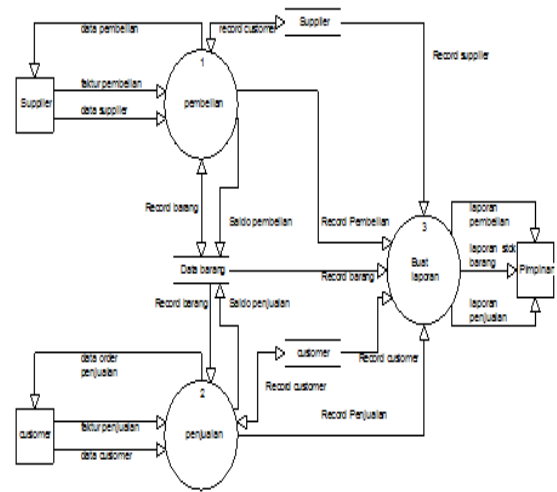 data pembelian
record customer
Supplier
1
Record supplier
Supplier
faktur pembelian
data supplier
pembelian
Record barang
Saldo pembelian
Record Pembelian
3
Buat
laporan
laporan
pembelian
laporan stok
barang
Pimpinan
laporan
penjualan
Data barang
Record barang
Record barang
Saldo penjualan
customer
Record customer
Record customer
data order
penjualan
2
customer
faktur penjualan
data customer
penjualan
Record Penjualan